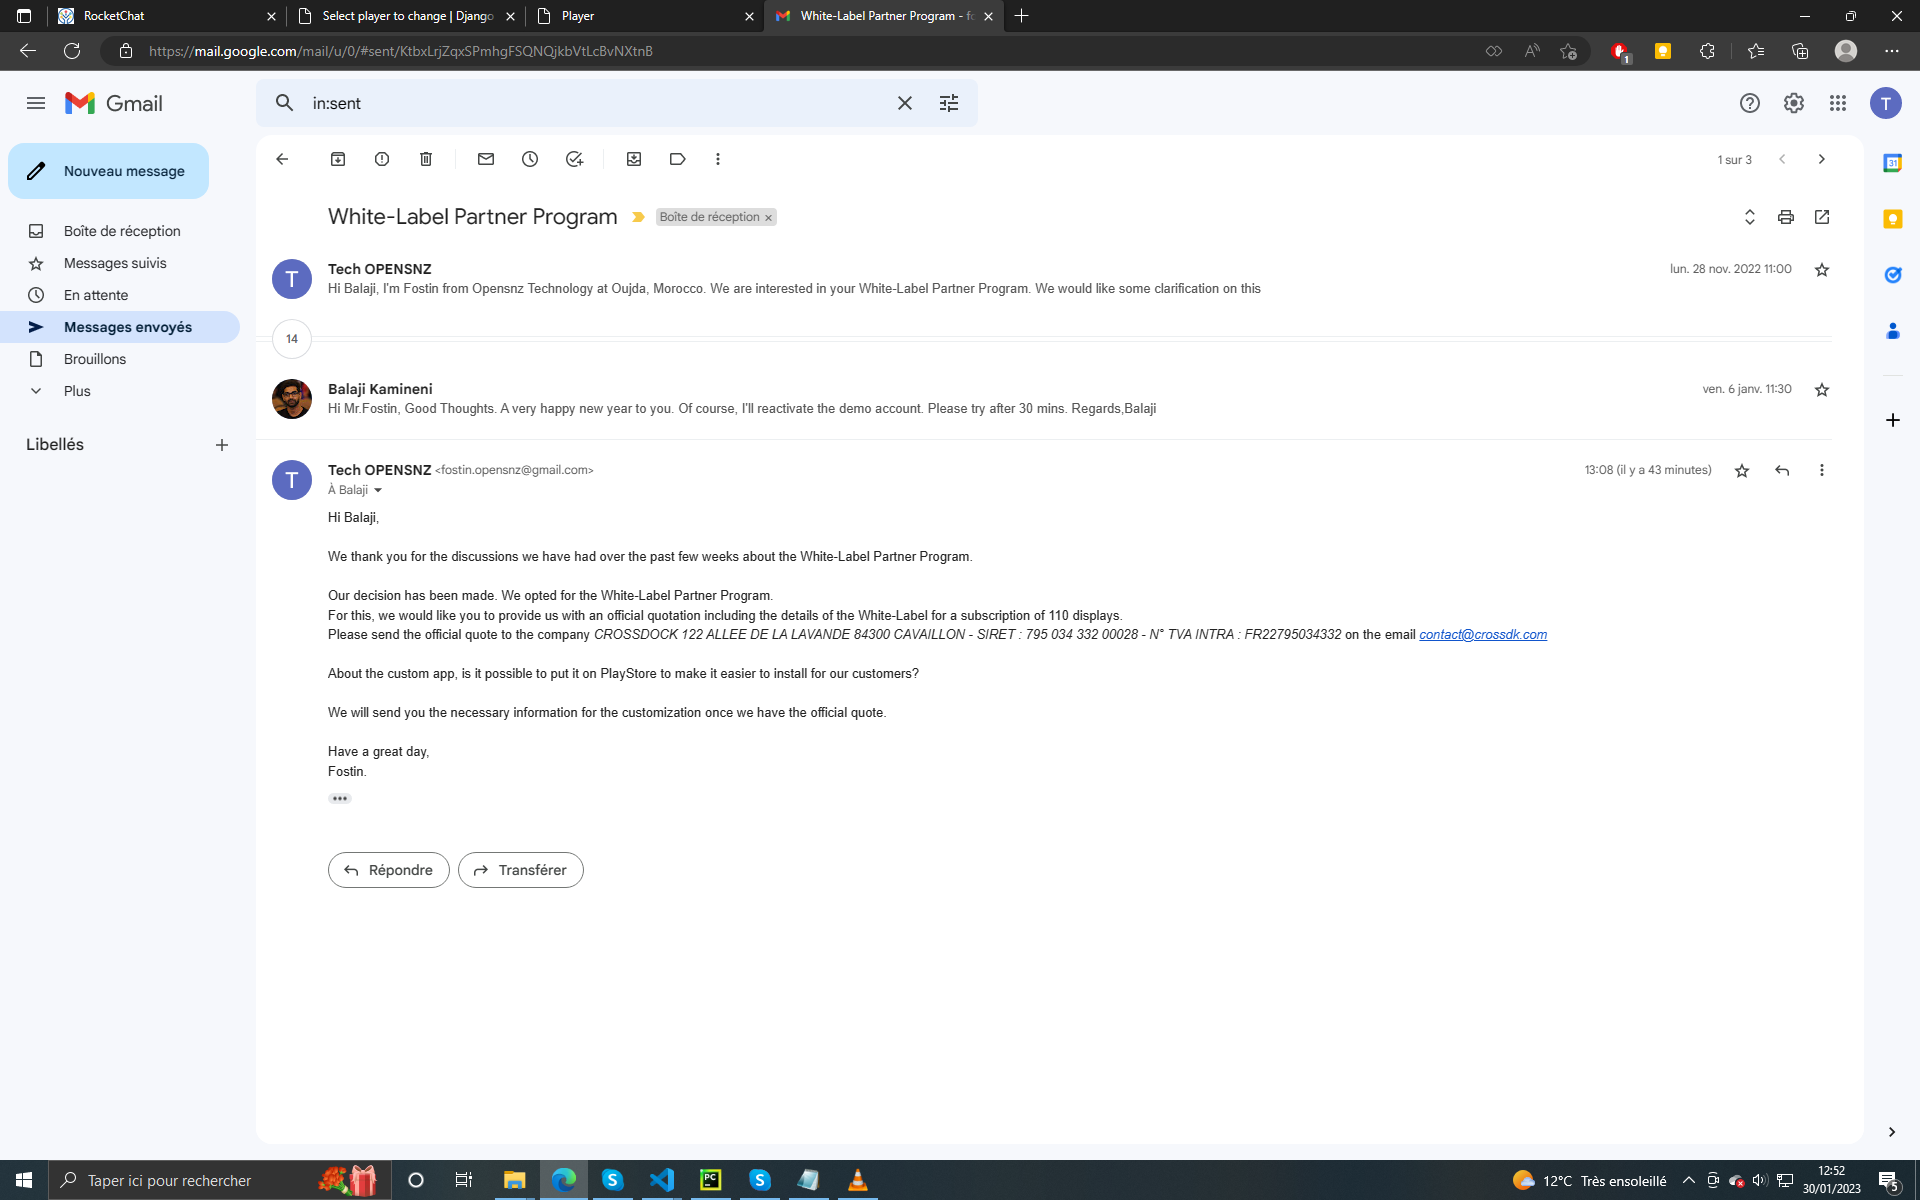 RocketChat
Select player to change | Django
Player
White-Label Partner Program - fo
https://mail.google.com/mail/u/0/#sent/KtbxLrjZqxSPmhgFSQNQjkbVtLcBvNXtnB
1
Gmail
in:sent
T
Nouveau message
Boîte de réception
Messages suivis
En attente
Messages envoyés
Brouillons
Plus
Libellés
1 sur 3
31
White-Label Partner Program
Boîte de réception
T
Tech OPENSNZ
lun. 28 nov. 2022 11:00
Hi Balaji, I'm Fostin from Opensnz Technology at Oujda, Morocco. We are interested in your White-Label Partner Program. We would like some clarification on this
14
Balaji Kamineni
ven. 6 janv. 11:30
Hi Mr.Fostin, Good Thoughts. A very happy new year to you. Of course, I'll reactivate the demo account. Please try after 30 mins. Regards,Balaji
T
Tech OPENSNZ <fostin.opensnz@gmail.com>
13:08 (il y a 43 minutes)
À Balaji
Hi Balaji,
We thank you for the discussions we have had over the past few weeks about the White-Label Partner Program.
Our decision has been made. We opted for the White-Label Partner Program.
For this, we would like you to provide us with an official quotation including the details of the White-Label for a subscription of 110 displays.
Please send the official quote to the company CROSSDOCK 122 ALLEE DE LA LAVANDE 84300 CAVAILLON - SIRET : 795 034 332 00028 - N° TVA INTRA : FR22795034332 on the email contact@crossdk.com
About the custom app, is it possible to put it on PlayStore to make it easier to install for our customers?
We will send you the necessary information for the customization once we have the official quote.
Have a great day,
Fostin.
Répondre
Transférer
Taper ici pour rechercher
PC
12°C Très ensoleillé
12:52
30/01/2023
5